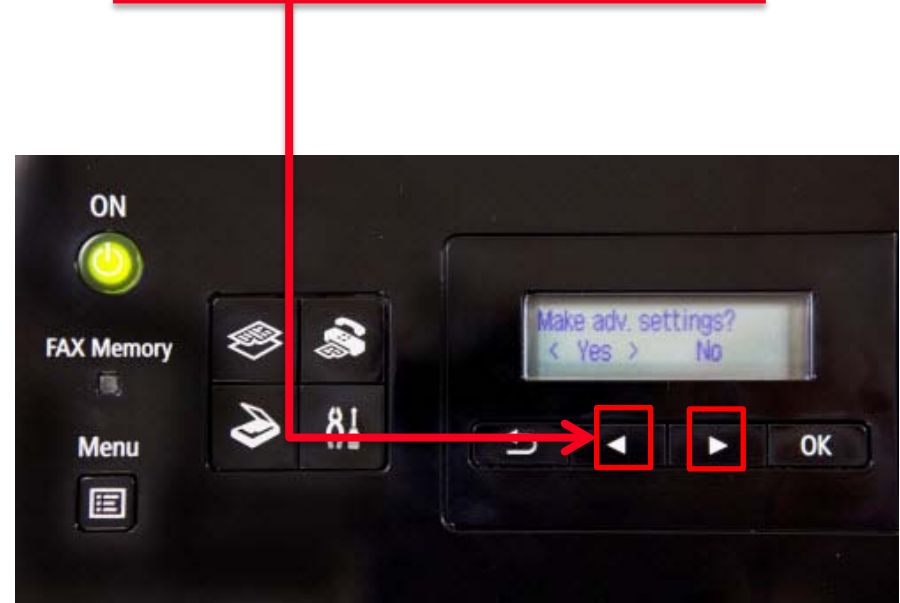 ON
FAX Memory
Menu
Make adv. settings?
< Yes > No
OK